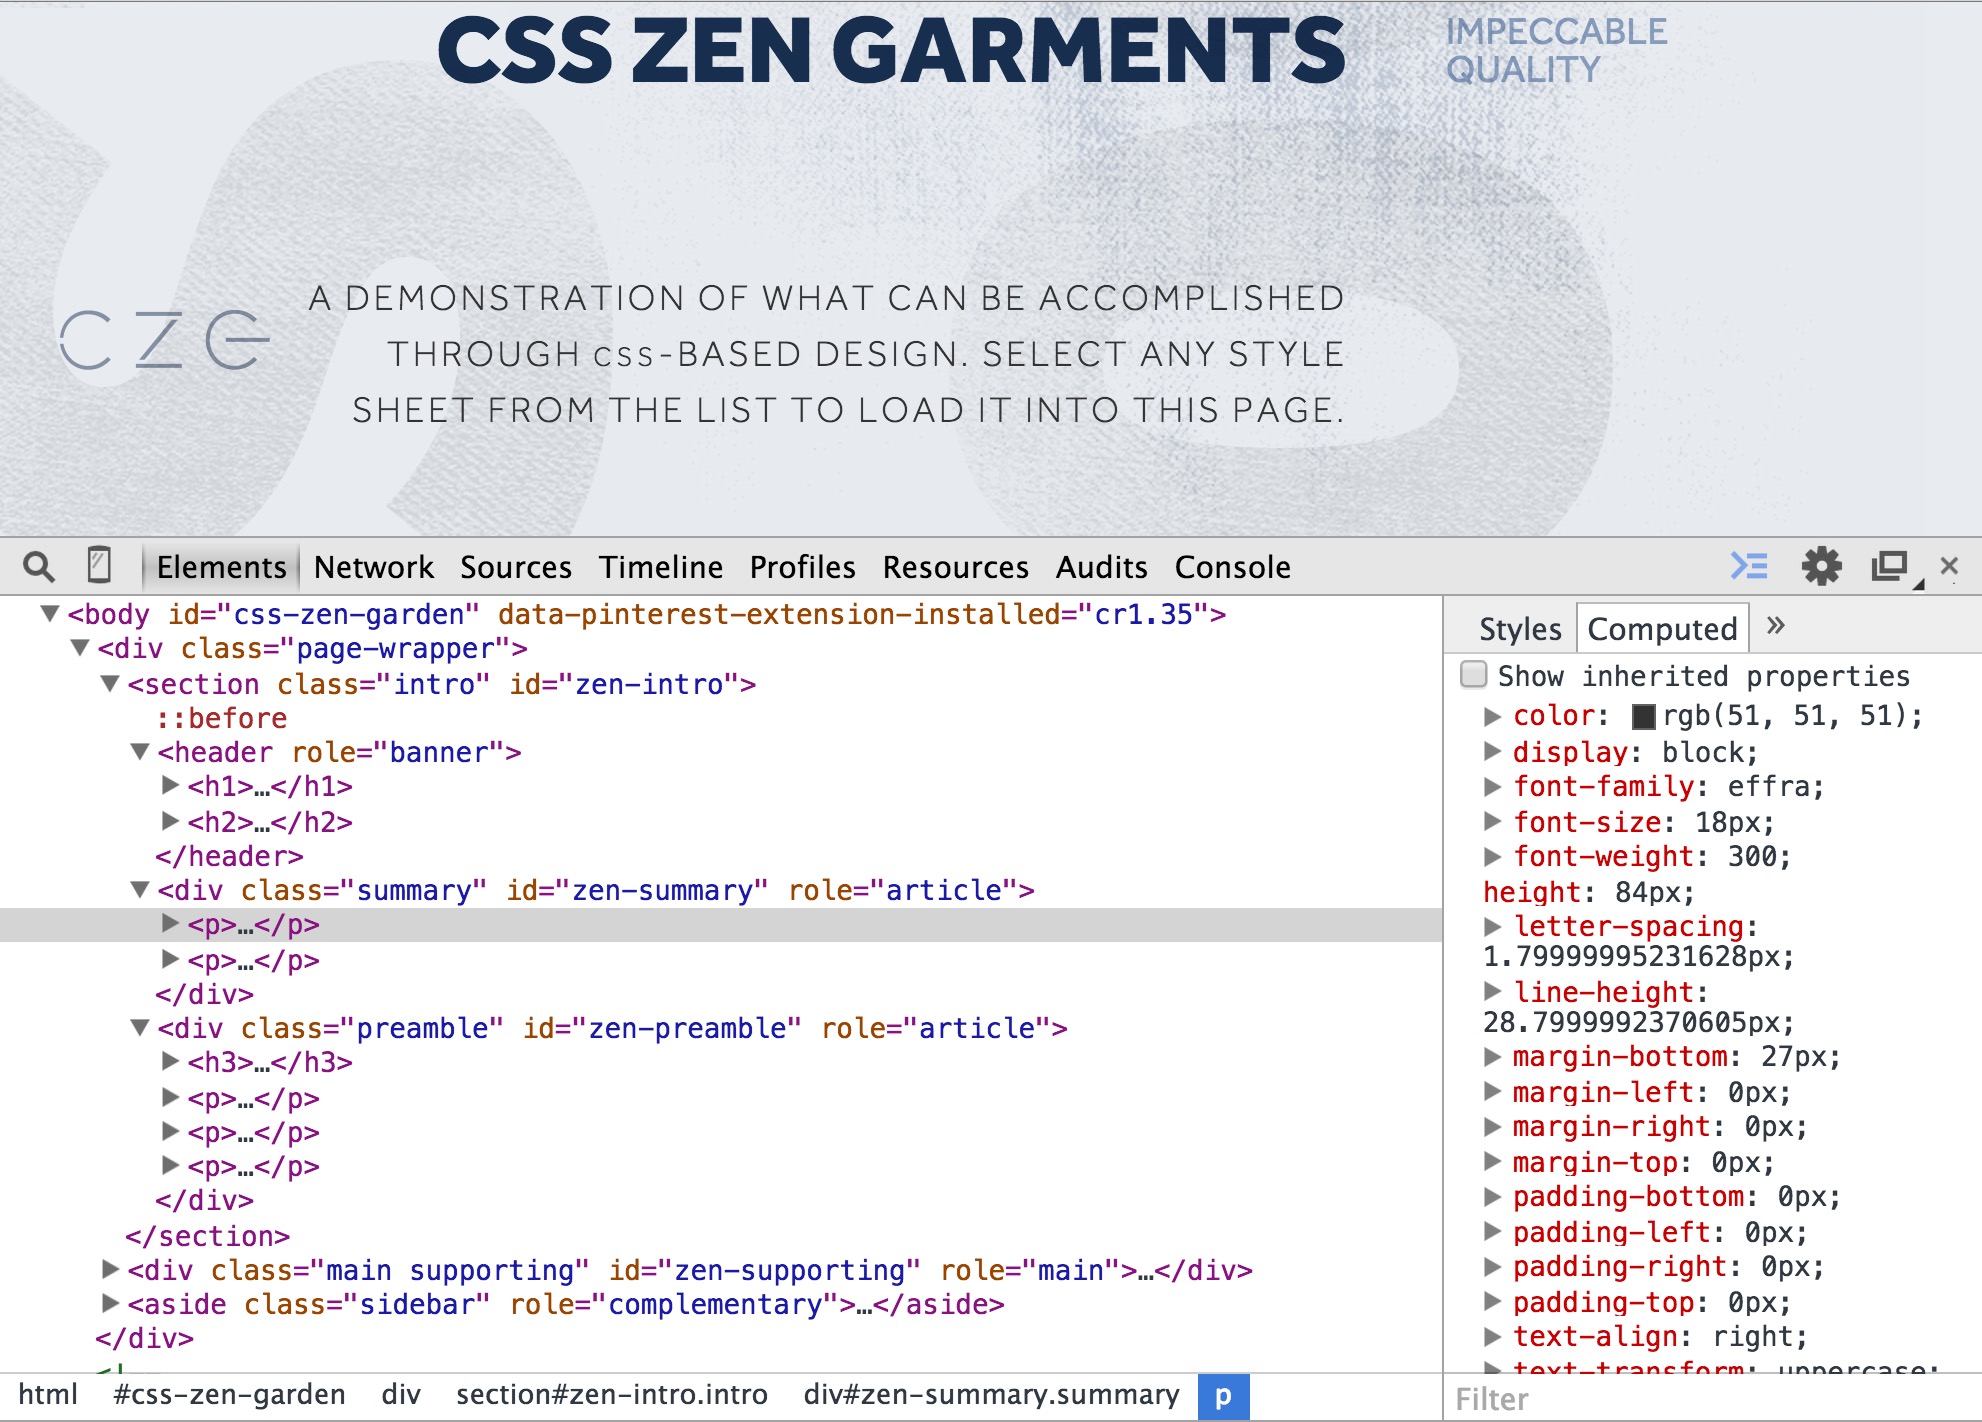 CSS ZEN GARMENTS
IMPECCABLE
QUALITY
CZE
A DEMONSTRATION OF WHAT CAN BE ACCOMPLISHED
THROUGH css-BASED DESIGN. SELECT ANY STYLE
SHEET FROM THE LIST TO LOAD IT INTO THIS PAGE.
Elements Network Sources Timeline Profiles Resources Audits Console
<body id="css-zen-garden" data-pinterest-extension-installed="cr1.35">
<div class="page-wrapper">
<section class="intro" id="zen-intro">
::before
<header role="banner">
<h1>…</h1>
<h2>…</h2>
</header>
<div class="summary" id="zen-summary" role="article">
<p>…</p>
<p>…</p>
</div>
<div class="preamble" id="zen-preamble" role="article">
<h3>…</h3>
<p>…</p>
<p>…</p>
<p>…</p>
</div>
</section>
<div class="main supporting" id="zen-supporting" role="main">…</div>
<aside class="sidebar" role="complementary">…</aside>
</div>
html #css-zen-garden div section#zen-intro.intro div#zen-summary.summary p
Styles Computed »
Show inherited properties
color: rgb(51, 51, 51);
display: block;
font-family: effra;
font-size: 18px;
font-weight: 300;
height: 84px;
letter-spacing:
1.79999995231628px;
line-height:
28.7999992370605px;
margin-bottom: 27px;
margin-left: 0px;
margin-right: 0px;
margin-top: 0px;
padding-bottom: 0px;
padding-left: 0px;
padding-right: 0px;
padding-top: 0px;
text-align: right;
text-transform: uppercase;
Filter